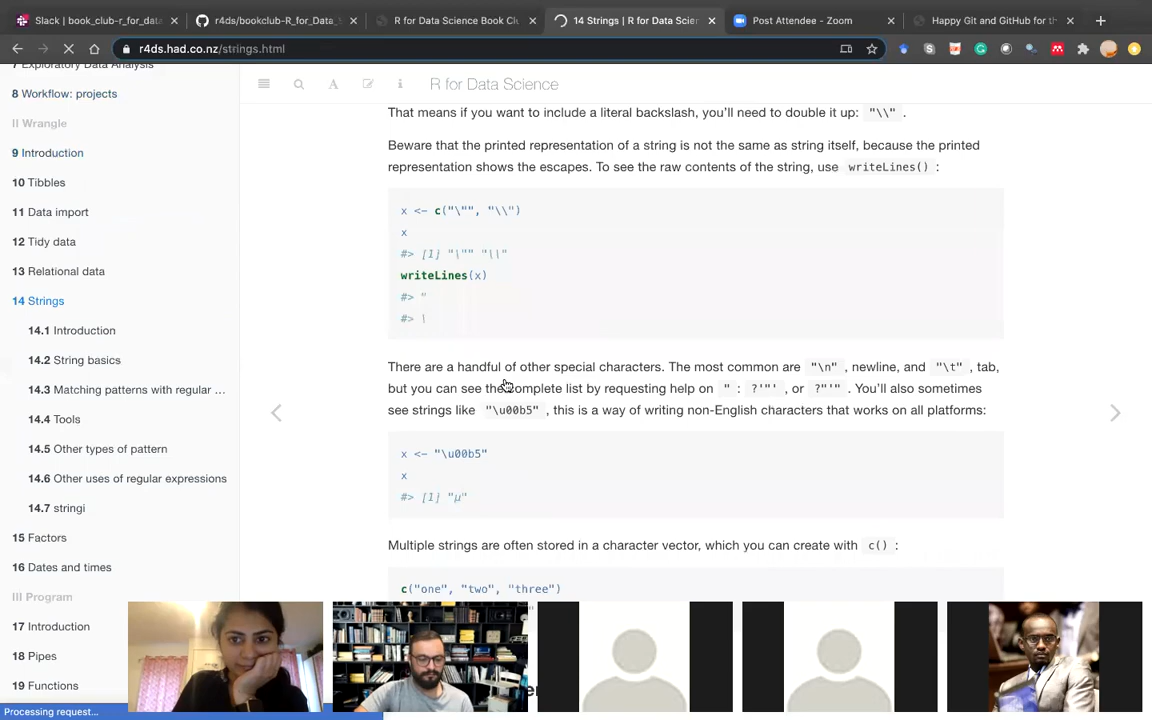 Slack | book_club-r_for_data
r4ds/bookclub-R_for_Data_
R for Data Science Book Clu
14 Strings | R for Data Scien
Post Attendee - Zoom
Happy Git and GitHub for th
r4ds.had.co.nz/strings.html
7 Exploratory Data Analysis
8 Workflow: projects
II Wrangle
9 Introduction
10 Tibbles
11 Data import
12 Tidy data
13 Relational data
14 Strings
14.1 Introduction
14.2 String basics
14.3 Matching patterns with regular ...
14.4 Tools
14.5 Other types of pattern
14.6 Other uses of regular expressions
14.7 stringi
15 Factors
16 Dates and times
III Program
17 Introduction
18 Pipes
19 Functions
Processing request...
R for Data Science
That means if you want to include a literal backslash, you'll need to double it up: "\\".
Beware that the printed representation of a string is not the same as string itself, because the printed
representation shows the escapes. To see the raw contents of the string, use writeLines() :
x <- c("\"", "\\")
x
#> [1] "\"" "\\"
writeLines(x)
#> "
#> \
There are a handful of other special characters. The most common are "\n" , newline, and "\t" , tab,
but you can see the complete list by requesting help on " : ?'"' , or ?"'" . You'll also sometimes
see strings like "\u00b5" , this is a way of writing non-English characters that works on all platforms:
x <- "\u00b5"
x
#> [1] "µ"
Multiple strings are often stored in a character vector, which you can create with c() :
c("one", "two", "three")